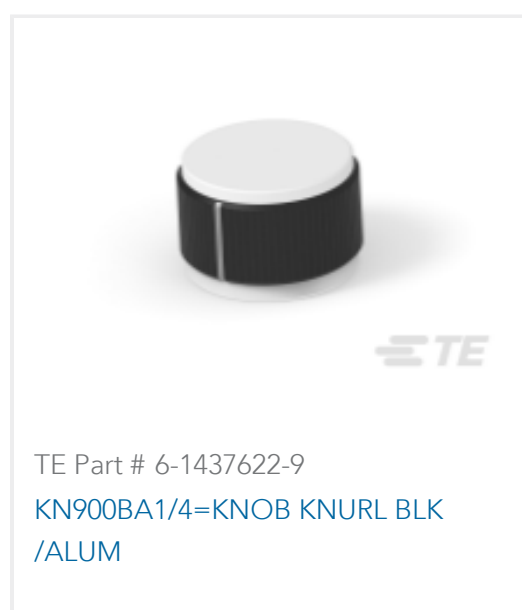 TE
TE Part # 6-1437622-9
KN900BA1/4=KNOB KNURL BLK
/ALUM